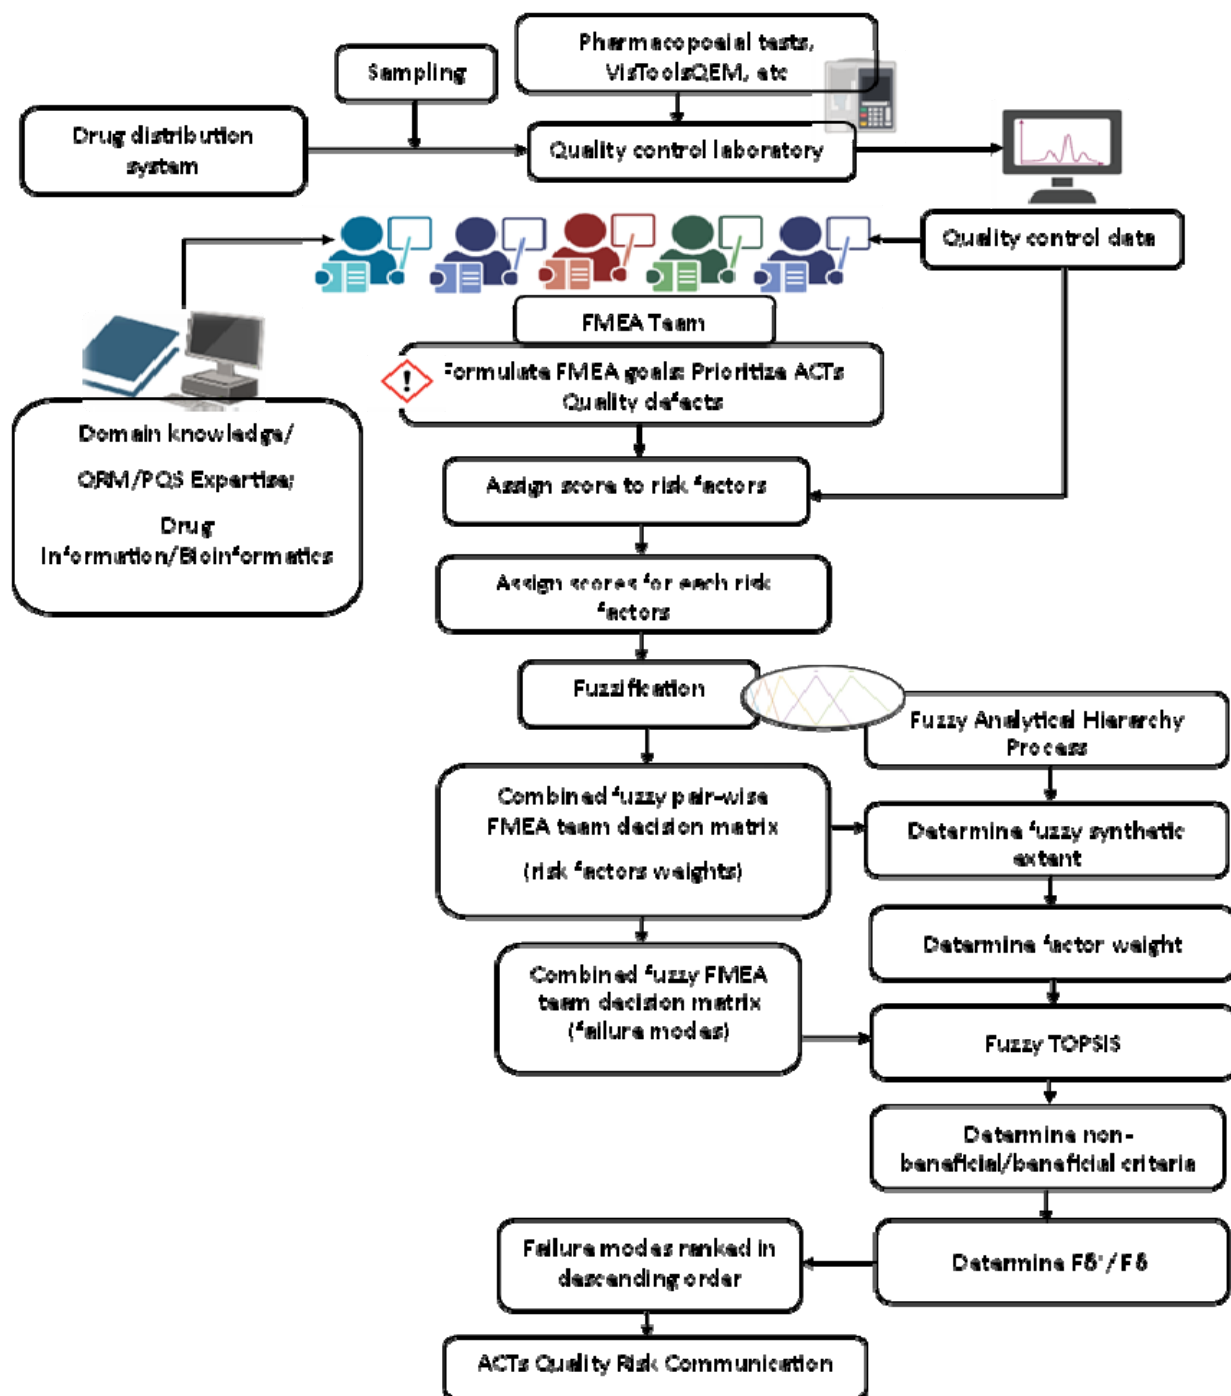 Pharmacopoeial tests,
VisToolsQEM, etc
Sampling
Drug distribution
system
Quality control laboratory
Quality control data
FMEA Team
Formulate FMEA goals: Prioritize ACTs
Quality defects
Domain knowledge/
QRM/PQS Expertise;
Drug
Information/Bioinformatics
Assign score to risk factors
Assign scores for each risk
factors
Fuzzification
Fuzzy Analytical Hierarchy
Process
Combined fuzzy pair-wise
FMEA team decision matrix
(risk factors weights)
Determine fuzzy synthetic
extent
Determine factor weight
Combined fuzzy FMEA
team decision matrix
(failure modes)
Fuzzy TOPSIS
Determine non-
beneficial/beneficial criteria
Failure modes ranked in
descending order
Determine
ACTs Quality Risk Communication